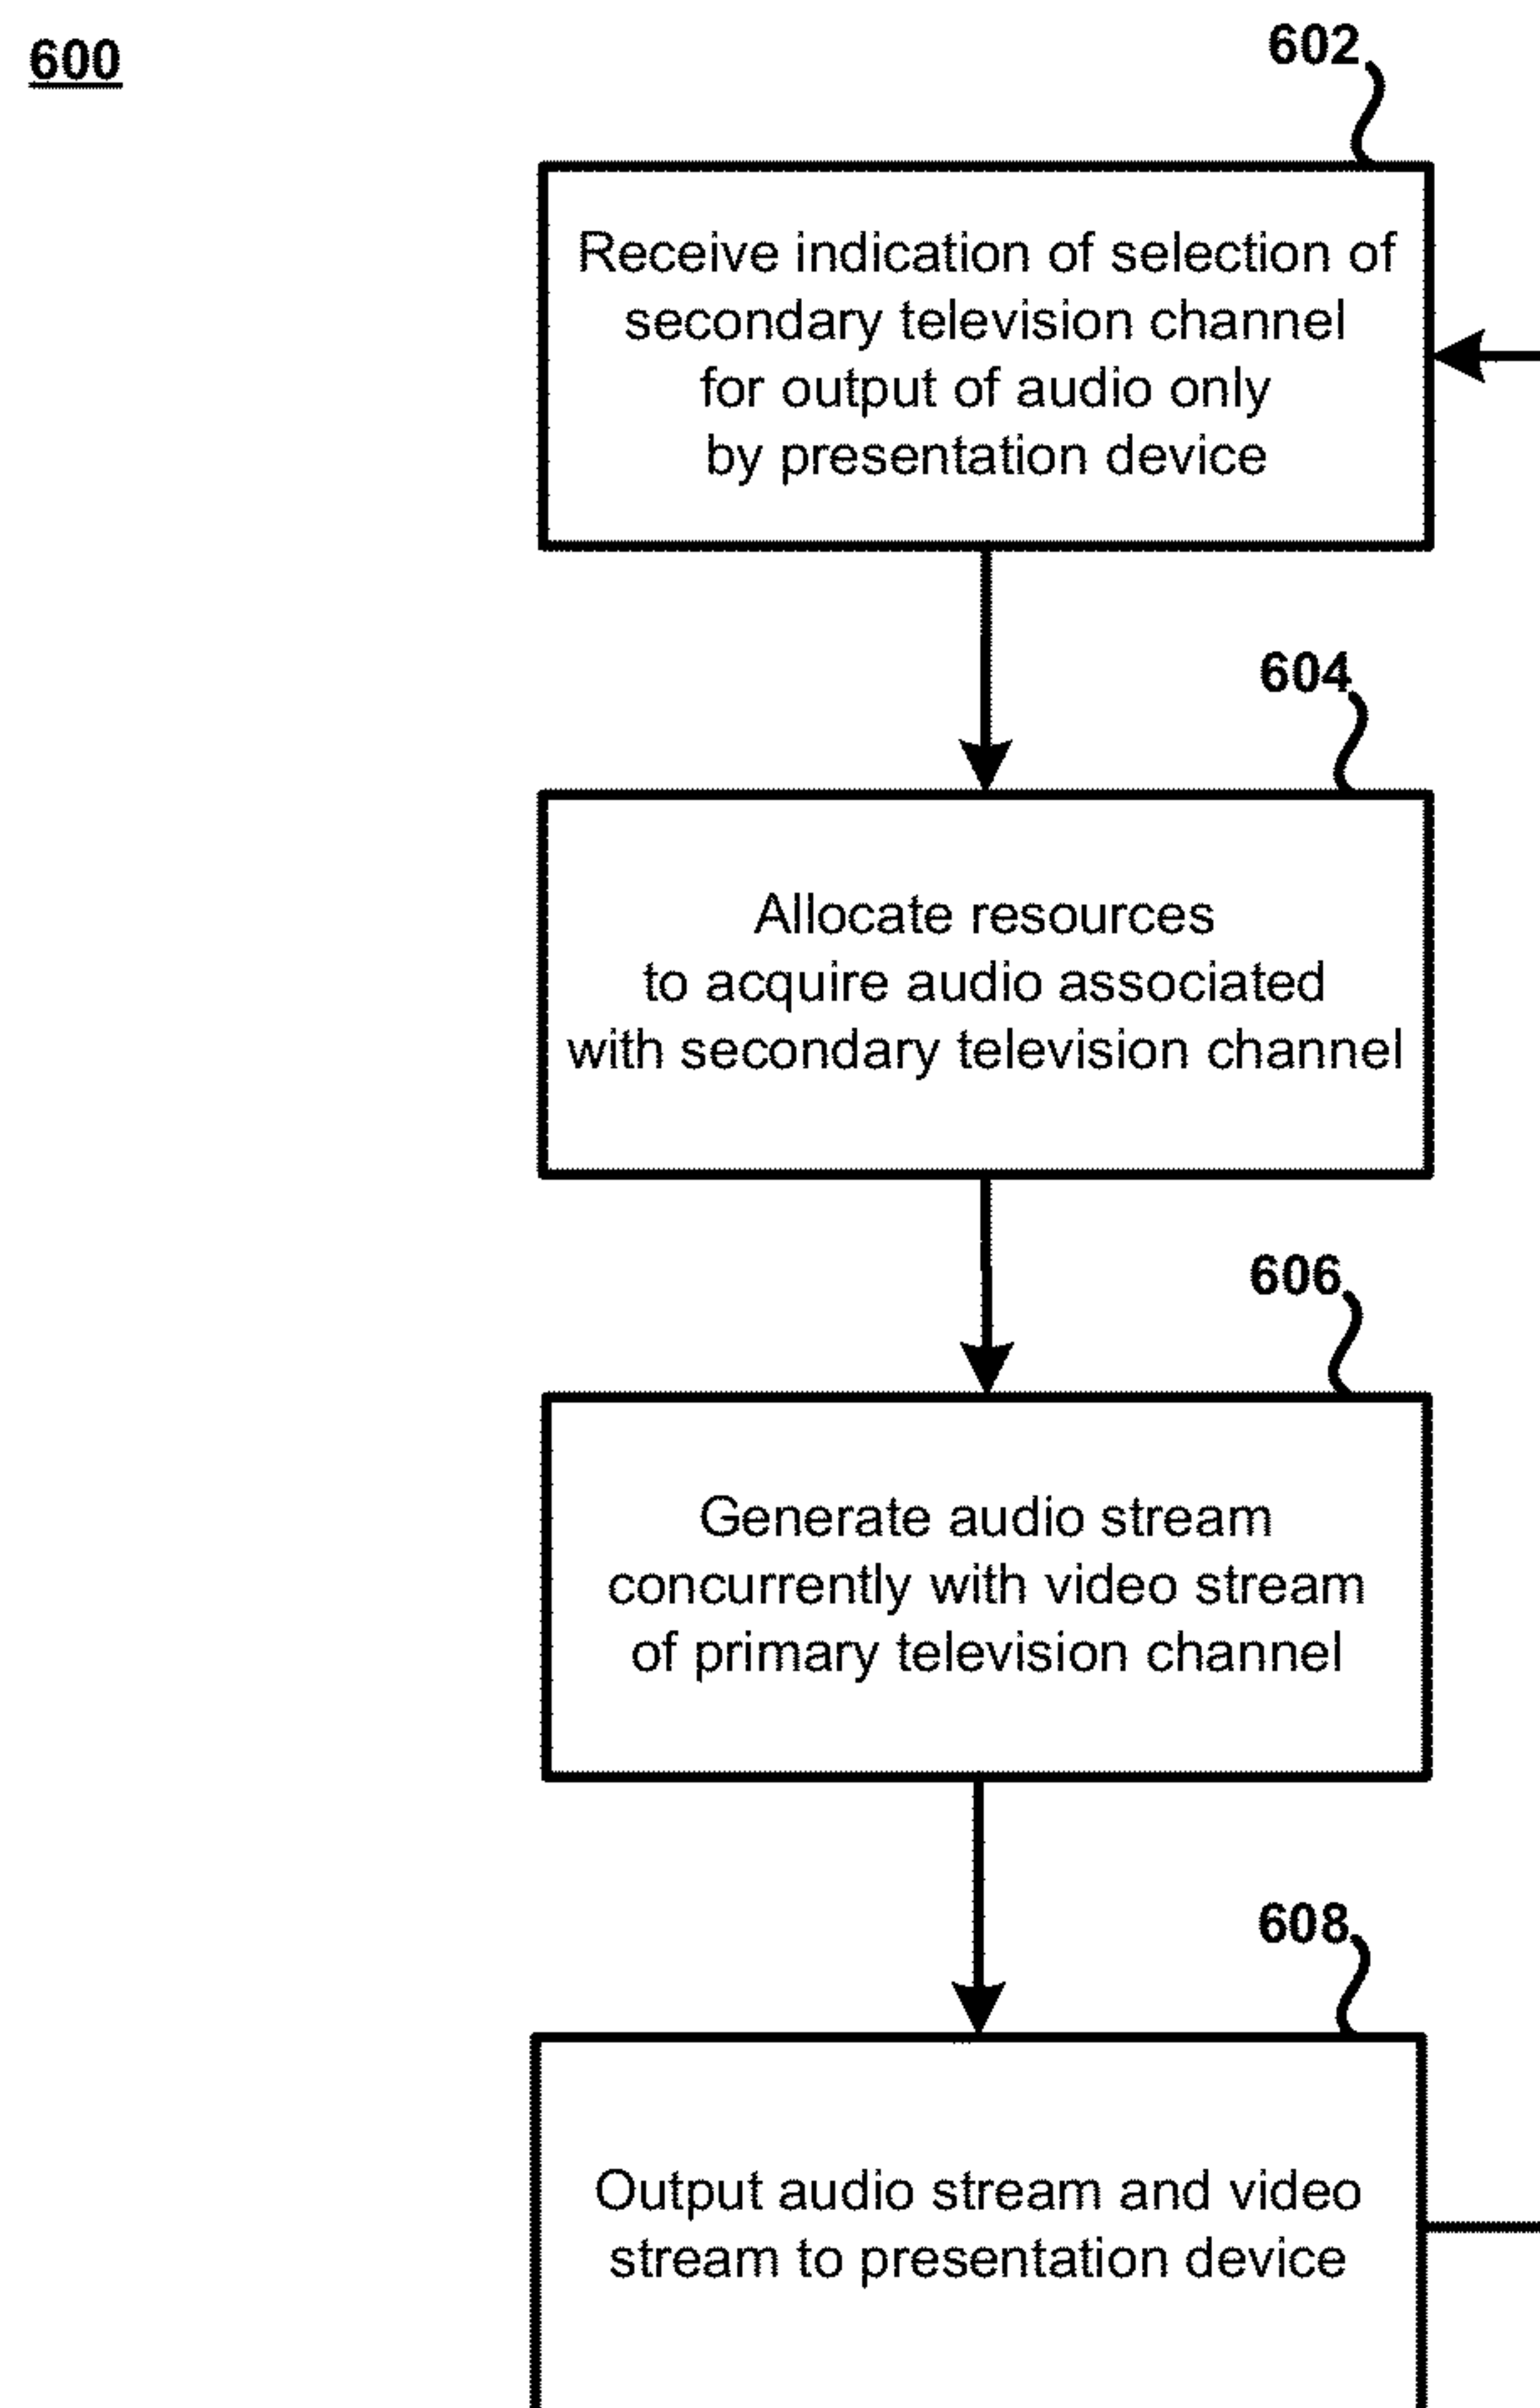 600
602
Receive indication of selection of
secondary television channel
for output of audio only
by presentation device
604
Allocate resources
to acquire audio associated
with secondary television channel
606
Generate audio stream
concurrently with video stream
of primary television channel
608
Output audio stream and video
stream to presentation device